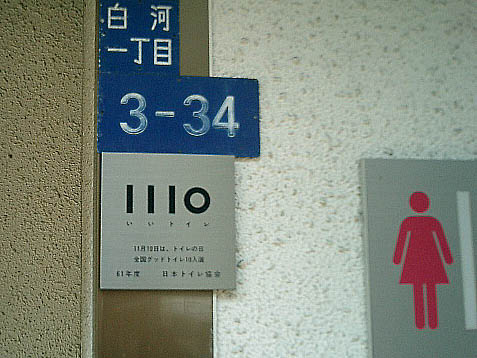 白河
一丁目
3-34
1110
いいトイレ
11月10日は、トイレの日
全国グッドトイレ10入選
61年度 日本トイレ協会